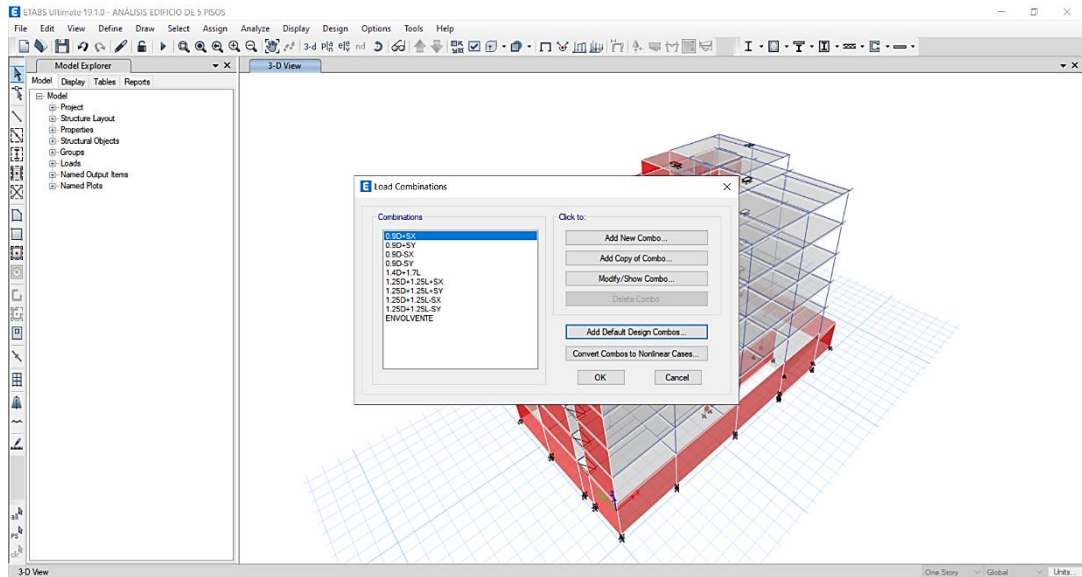 ETABS Ultimate 19.1.0 - ANÁLISIS EDIFICIO DE 5 PISOS
File Edit View Define Draw Select Assign Analyze Display Design Options Tools Help
3-d
nd
Model Explorer
3-D View
Model Display Tables Reports
Model
Project
Structure Layout
Properties
Structural Objects
Groups
Loads
Named Output Items
Named Plots
Load Combinations
Combinations
0.9D+SX
0.9D+SY
0.9D-SX
0.9D-SY
1.4D+1.7L
1.25D+1.25L+SX
1.25D+1.25L+SY
1.25D+1.25L-SX
1.25D+1.25L-SY
ENVOLVENTE
Click to:
Add New Combo...
Add Copy of Combo...
Modify/Show Combo...
Delete Combo
Add Default Design Combos...
Convert Combos to Nonlinear Cases...
OK Cancel
all
ps
clr
3-D View
One Story Global Units...